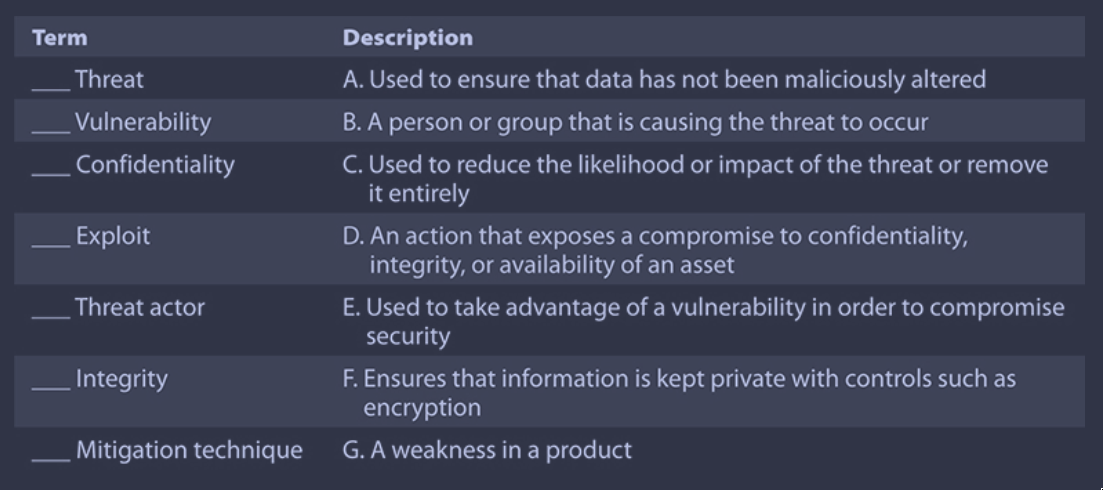 Term Description
___ Threat A. Used to ensure that data has not been maliciously altered
___ Vulnerability B. A person or group that is causing the threat to occur
___ Confidentiality C. Used to reduce the likelihood or impact of the threat or remove
it entirely
___ Exploit D. An action that exposes a compromise to confidentiality,
integrity, or availability of an asset
___ Threat actor E. Used to take advantage of a vulnerability in order to compromise
security
___ Integrity F. Ensures that information is kept private with controls such as
encryption
___ Mitigation technique G. A weakness in a product